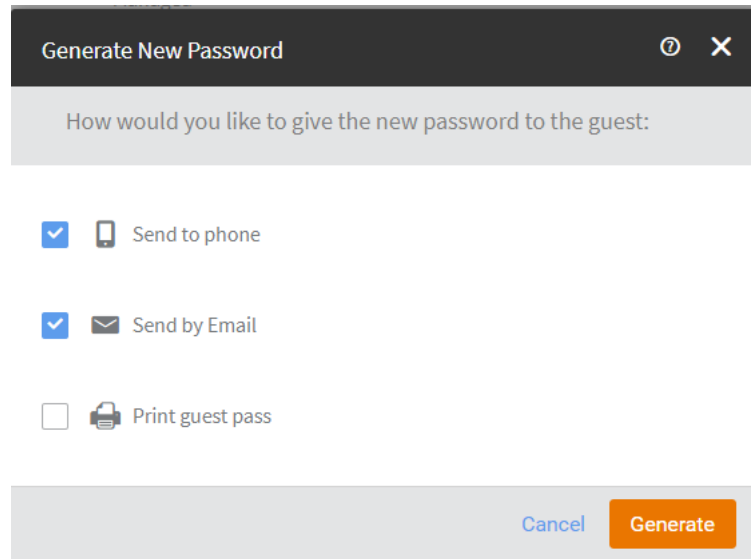 Generate New Password
How would you like to give the new password to the guest:
Send to phone
Send by Email
Print guest pass
Cancel
Generate